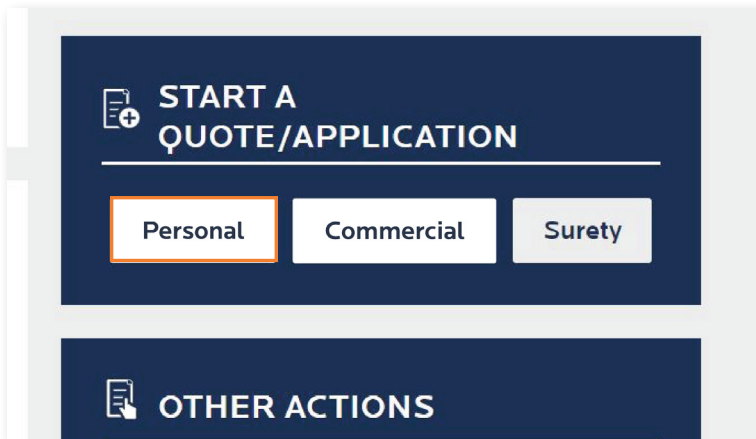 START A
QUOTE/APPLICATION
Personal
Commercial
Surety
OTHER ACTIONS